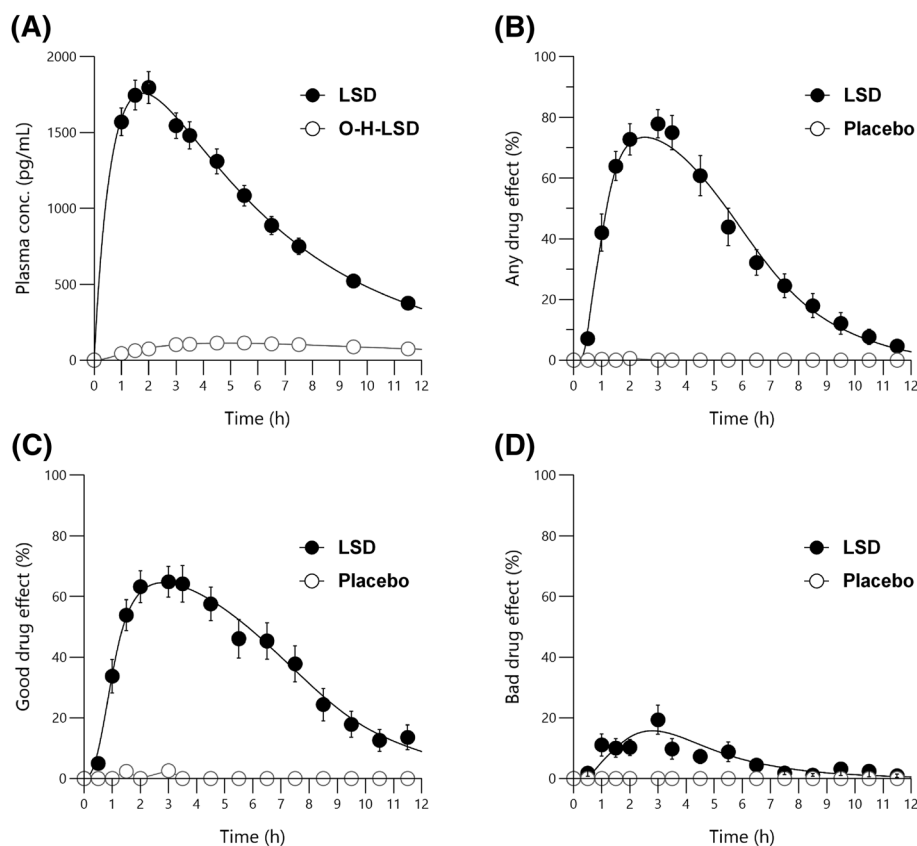 (A)
2000
1500
1000
500
0
Plasma conc. (pg/mL)
LSD
O-H-LSD
0 1 2 3 4 5 6 7 8 9 10 11 12
Time (h)
(B)
100
80
60
40
20
0
Any drug effect (%)
LSD
Placebo
0 1 2 3 4 5 6 7 8 9 10 11 12
Time (h)
(C)
100
80
60
40
20
0
Good drug effect (%)
LSD
Placebo
0 1 2 3 4 5 6 7 8 9 10 11 12
Time (h)
(D)
100
80
60
40
20
0
Bad drug effect (%)
LSD
Placebo
0 1 2 3 4 5 6 7 8 9 10 11 12
Time (h)